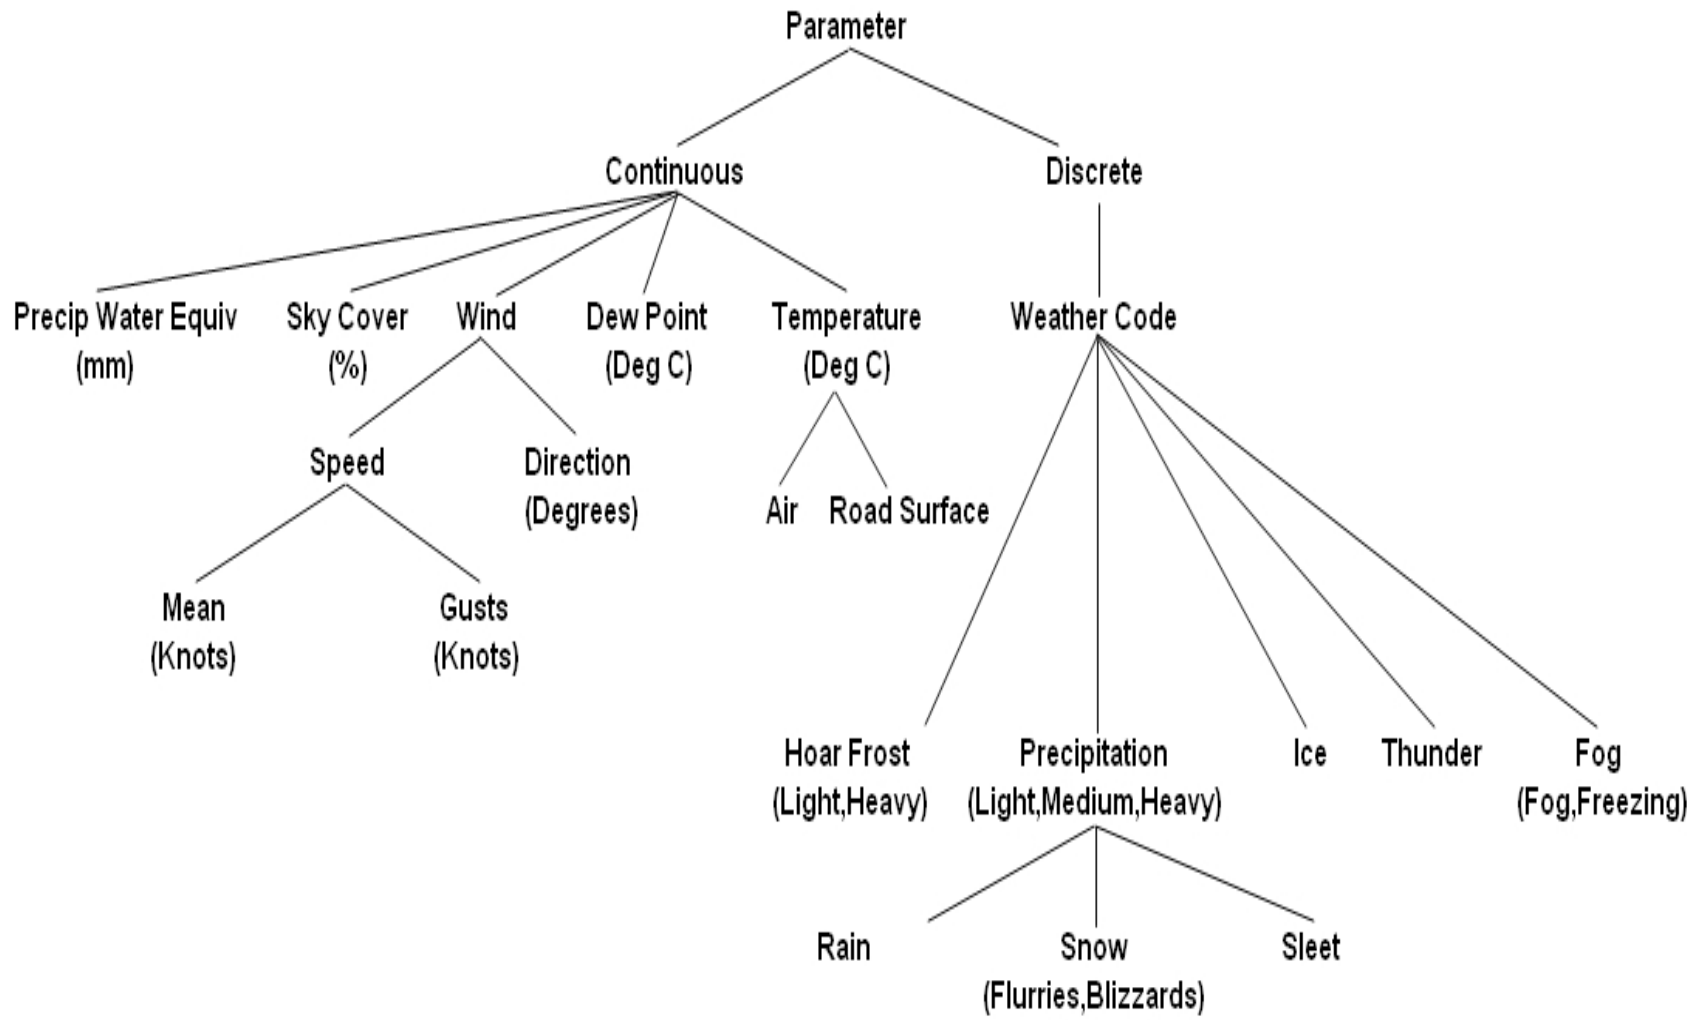 Parameter
Continuous
Discrete
Precip Water Equiv
(mm)
Sky Cover
(%)
Wind
Dew Point
(Deg C)
Temperature
(Deg C)
Weather Code
Speed
Direction
(Degrees)
Air
Road Surface
Mean
(Knots)
Gusts
(Knots)
Hoar Frost
(Light,Heavy)
Precipitation
(Light,Medium,Heavy)
Ice
Thunder
Fog
(Fog,Freezing)
Rain
Snow
(Flurries,Blizzards)
Sleet